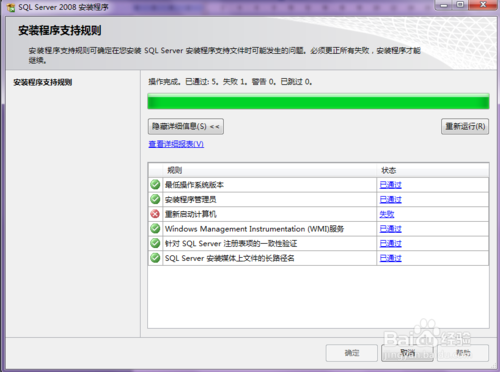 SQL Server 2008 安装程序
安装程序支持规则
安装程序支持规则可确定在您安装 SQL Server 安装程序支持文件时可能发生的问题。必须更正所有失败，安装程序才能
继续。
安装程序支持规则
操作完成。已通过: 5。失败 1。警告 0。已跳过 0。
隐藏详细信息(S) <<
重新运行(R)
查看详细报表(V)
规则 状态
最低操作系统版本 已通过
安装程序管理员 已通过
重新启动计算机 失败
Windows Management Instrumentation (WMI)服务 已通过
针对 SQL Server 注册表项的一致性验证 已通过
SQL Server 安装媒体上文件的长路径名 已通过
Baidu 经验
确定 取消 帮助